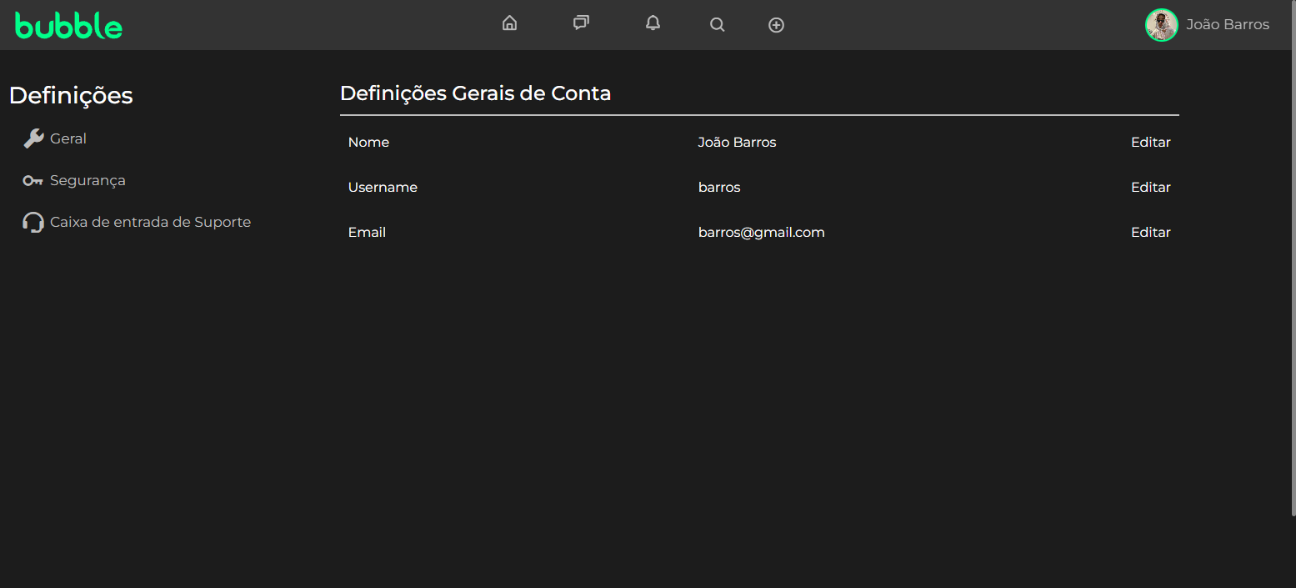 bubble
João Barros
Definições
Geral
Segurança
Caixa de entrada de Suporte
Definições Gerais de Conta
Nome João Barros Editar
Username barros Editar
Email barros@gmail.com Editar